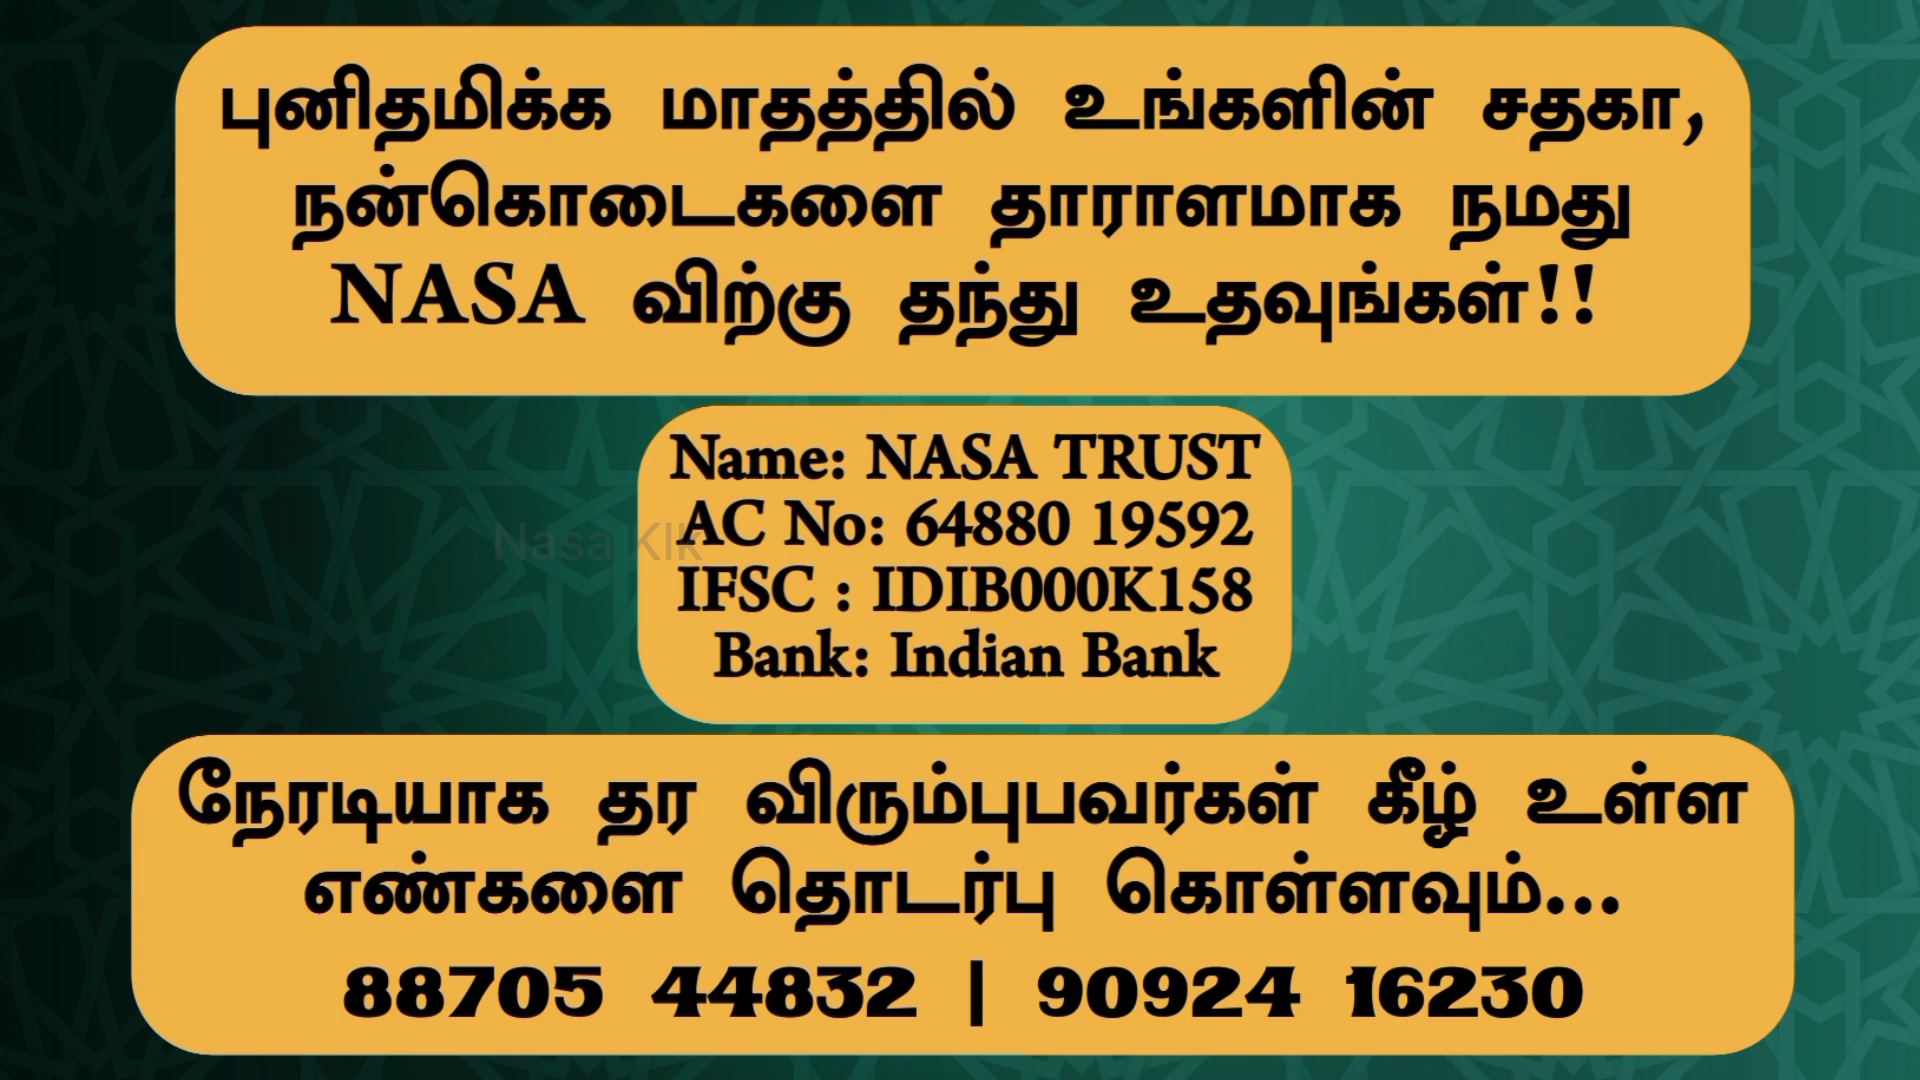 புனிதமிக்க மாதத்தில் உங்களின் சதகா,
நன்கொடைகளை தாராளமாக நமது
NASA விற்கு தந்து உதவுங்கள்!!
Name: NASA TRUST
AC No: 64880 19592
Nasa Klk
IFSC : IDIB000K158
Bank: Indian Bank
நேரடியாக தர விரும்புபவர்கள் கீழ் உள்ள
எண்களை தொடர்பு கொள்ளவும்...
88705 44832 | 90924 16230